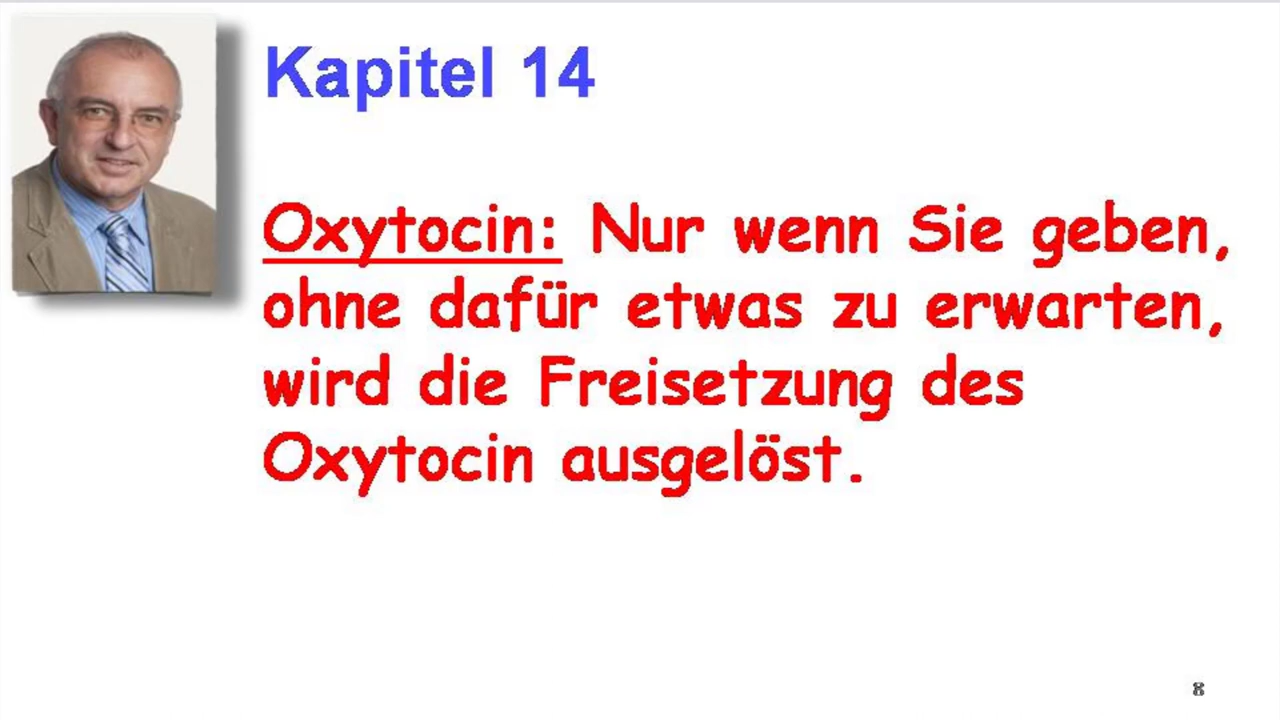 Kapitel 14
Oxytocin: Nur wenn Sie geben,
ohne dafür etwas zu erwarten,
wird die Freisetzung des
Oxytocin ausgelöst.
8